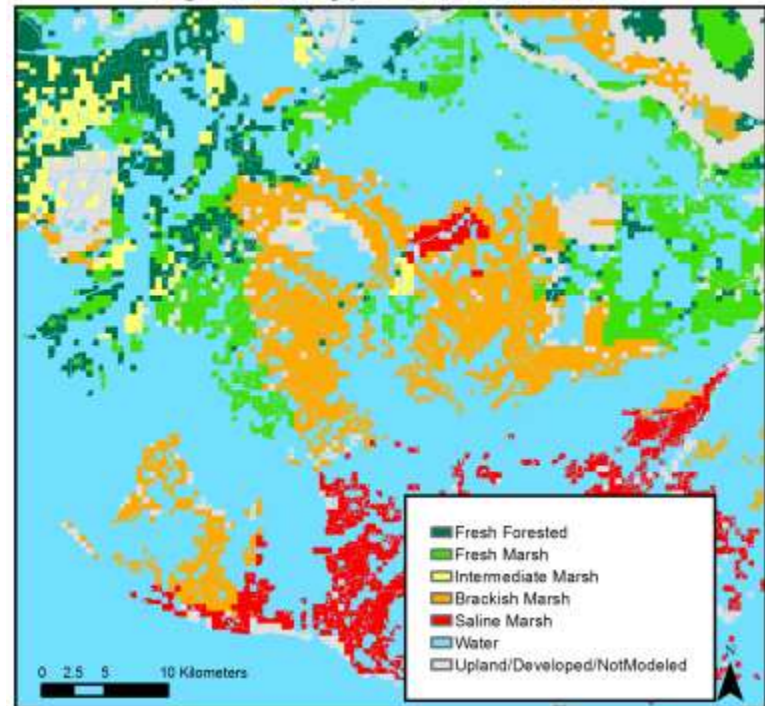 Fresh Forested
Fresh Marsh
Intermediate Marsh
Brackish Marsh
Saline Marsh
Water
Upland/Developed/NotModeled
0 2.5 5 10 Kilometers
N